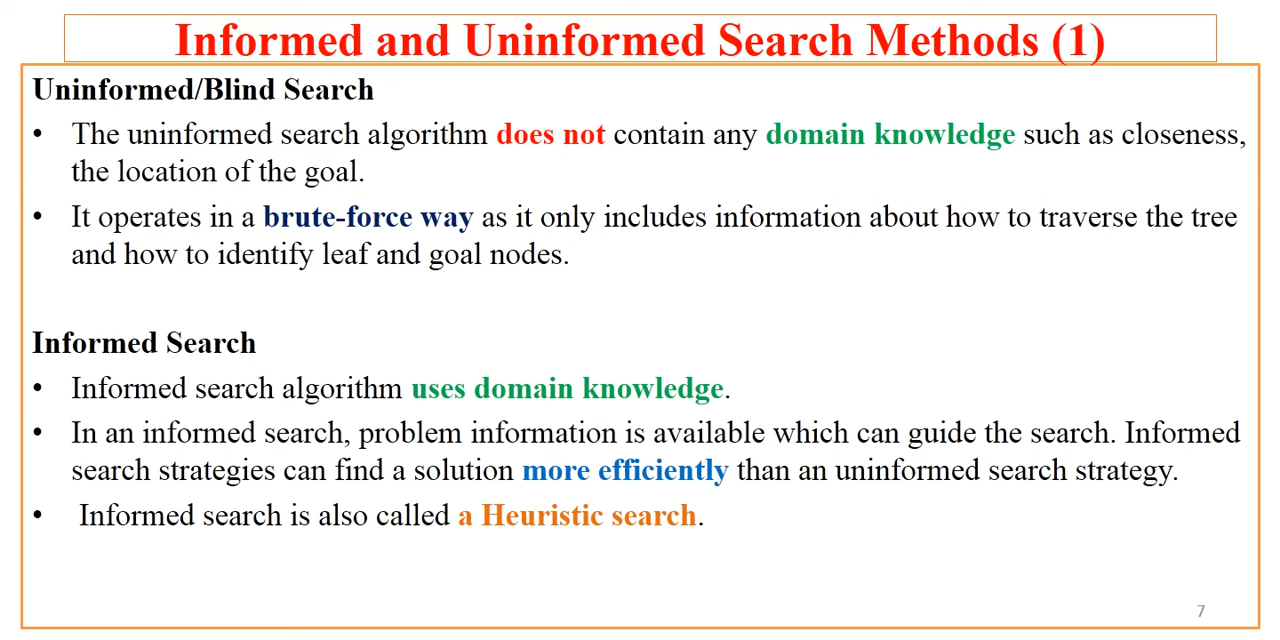 Informed and Uninformed Search Methods (1)
Uninformed/Blind Search
• The uninformed search algorithm does not contain any domain knowledge such as closeness,
the location of the goal.
• It operates in a brute-force way as it only includes information about how to traverse the tree
and how to identify leaf and goal nodes.
Informed Search
• Informed search algorithm uses domain knowledge.
• In an informed search, problem information is available which can guide the search. Informed
search strategies can find a solution more efficiently than an uninformed search strategy.
• Informed search is also called a Heuristic search.
7